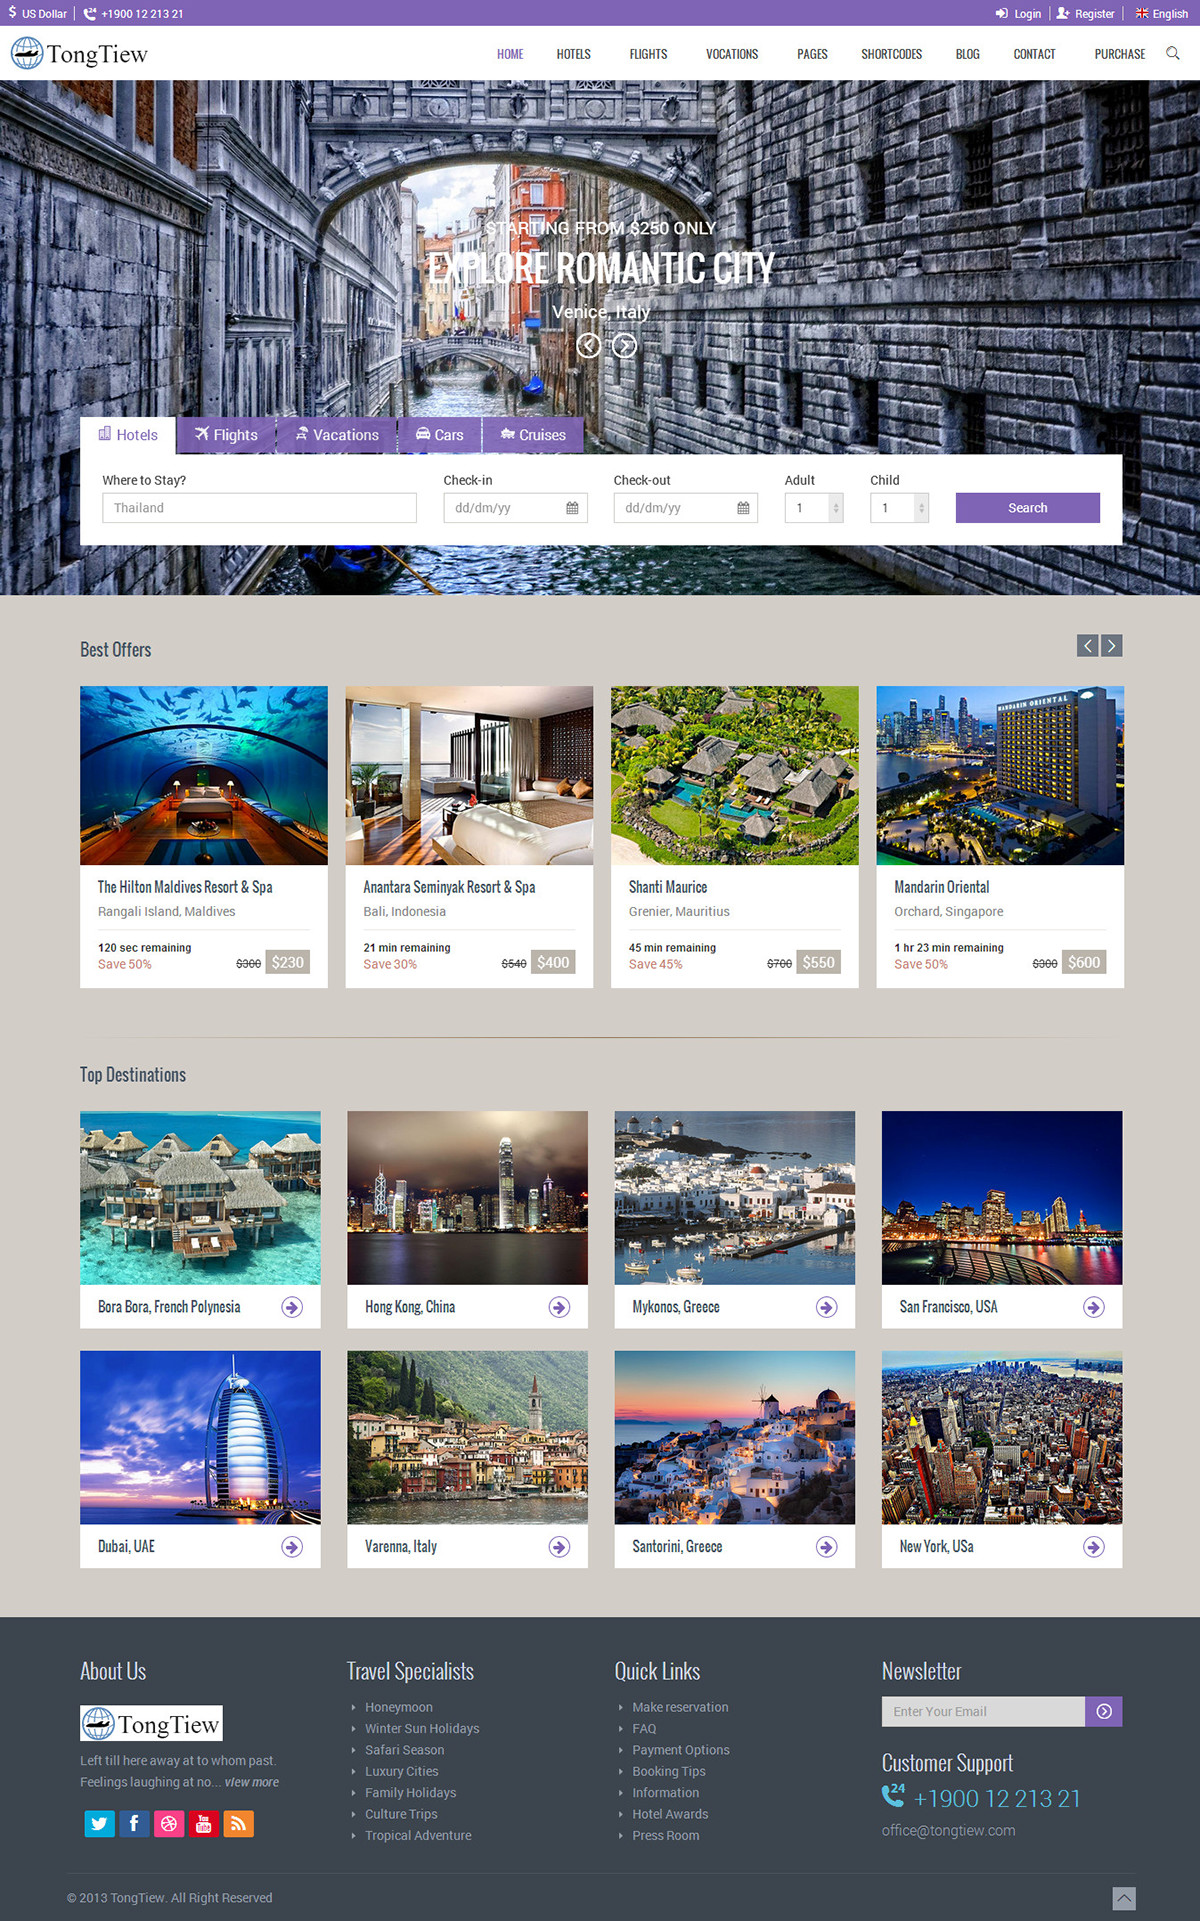 $ US Dollar
+1900 12 213 21
Login
Register
English
TongTiew
HOME
HOTELS
FLIGHTS
VOCATIONS
PAGES
SHORTCODES
BLOG
CONTACT
PURCHASE
STARTING FROM $250 ONLY
EXPLORE ROMANTIC CITY
Venice, Italy
Hotels
Flights
Vacations
Cars
Cruises
Where to Stay?
Check-in
Check-out
Adult
Child
Thailand
dd/dm/yy
dd/dm/yy
1
1
Search
Best Offers
MANDARIN ORIENTAL
The Hilton Maldives Resort & Spa
Rangali Island, Maldives
120 sec remaining
Save 50%
$300
$230
Anantara Seminyak Resort & Spa
Bali, Indonesia
21 min remaining
Save 30%
$540
$400
Shanti Maurice
Grenier, Mauritius
45 min remaining
Save 45%
$700
$550
Mandarin Oriental
Orchard, Singapore
1 hr 23 min remaining
Save 50%
$300
$600
Top Destinations
Bora Bora, French Polynesia
Hong Kong, China
Mykonos, Greece
San Francisco, USA
Dubai, UAE
Varenna, Italy
Santorini, Greece
New York, USa
About Us
TongTiew
Left till here away at to whom past.
Feelings laughing at no... view more
You
Tube
Travel Specialists
Honeymoon
Winter Sun Holidays
Safari Season
Luxury Cities
Family Holidays
Culture Trips
Tropical Adventure
Quick Links
Make reservation
FAQ
Payment Options
Booking Tips
Information
Hotel Awards
Press Room
Newsletter
Enter Your Email
Customer Support
24
+1900 12 213 21
office@tongtiew.com
© 2013 TongTiew. All Right Reserved